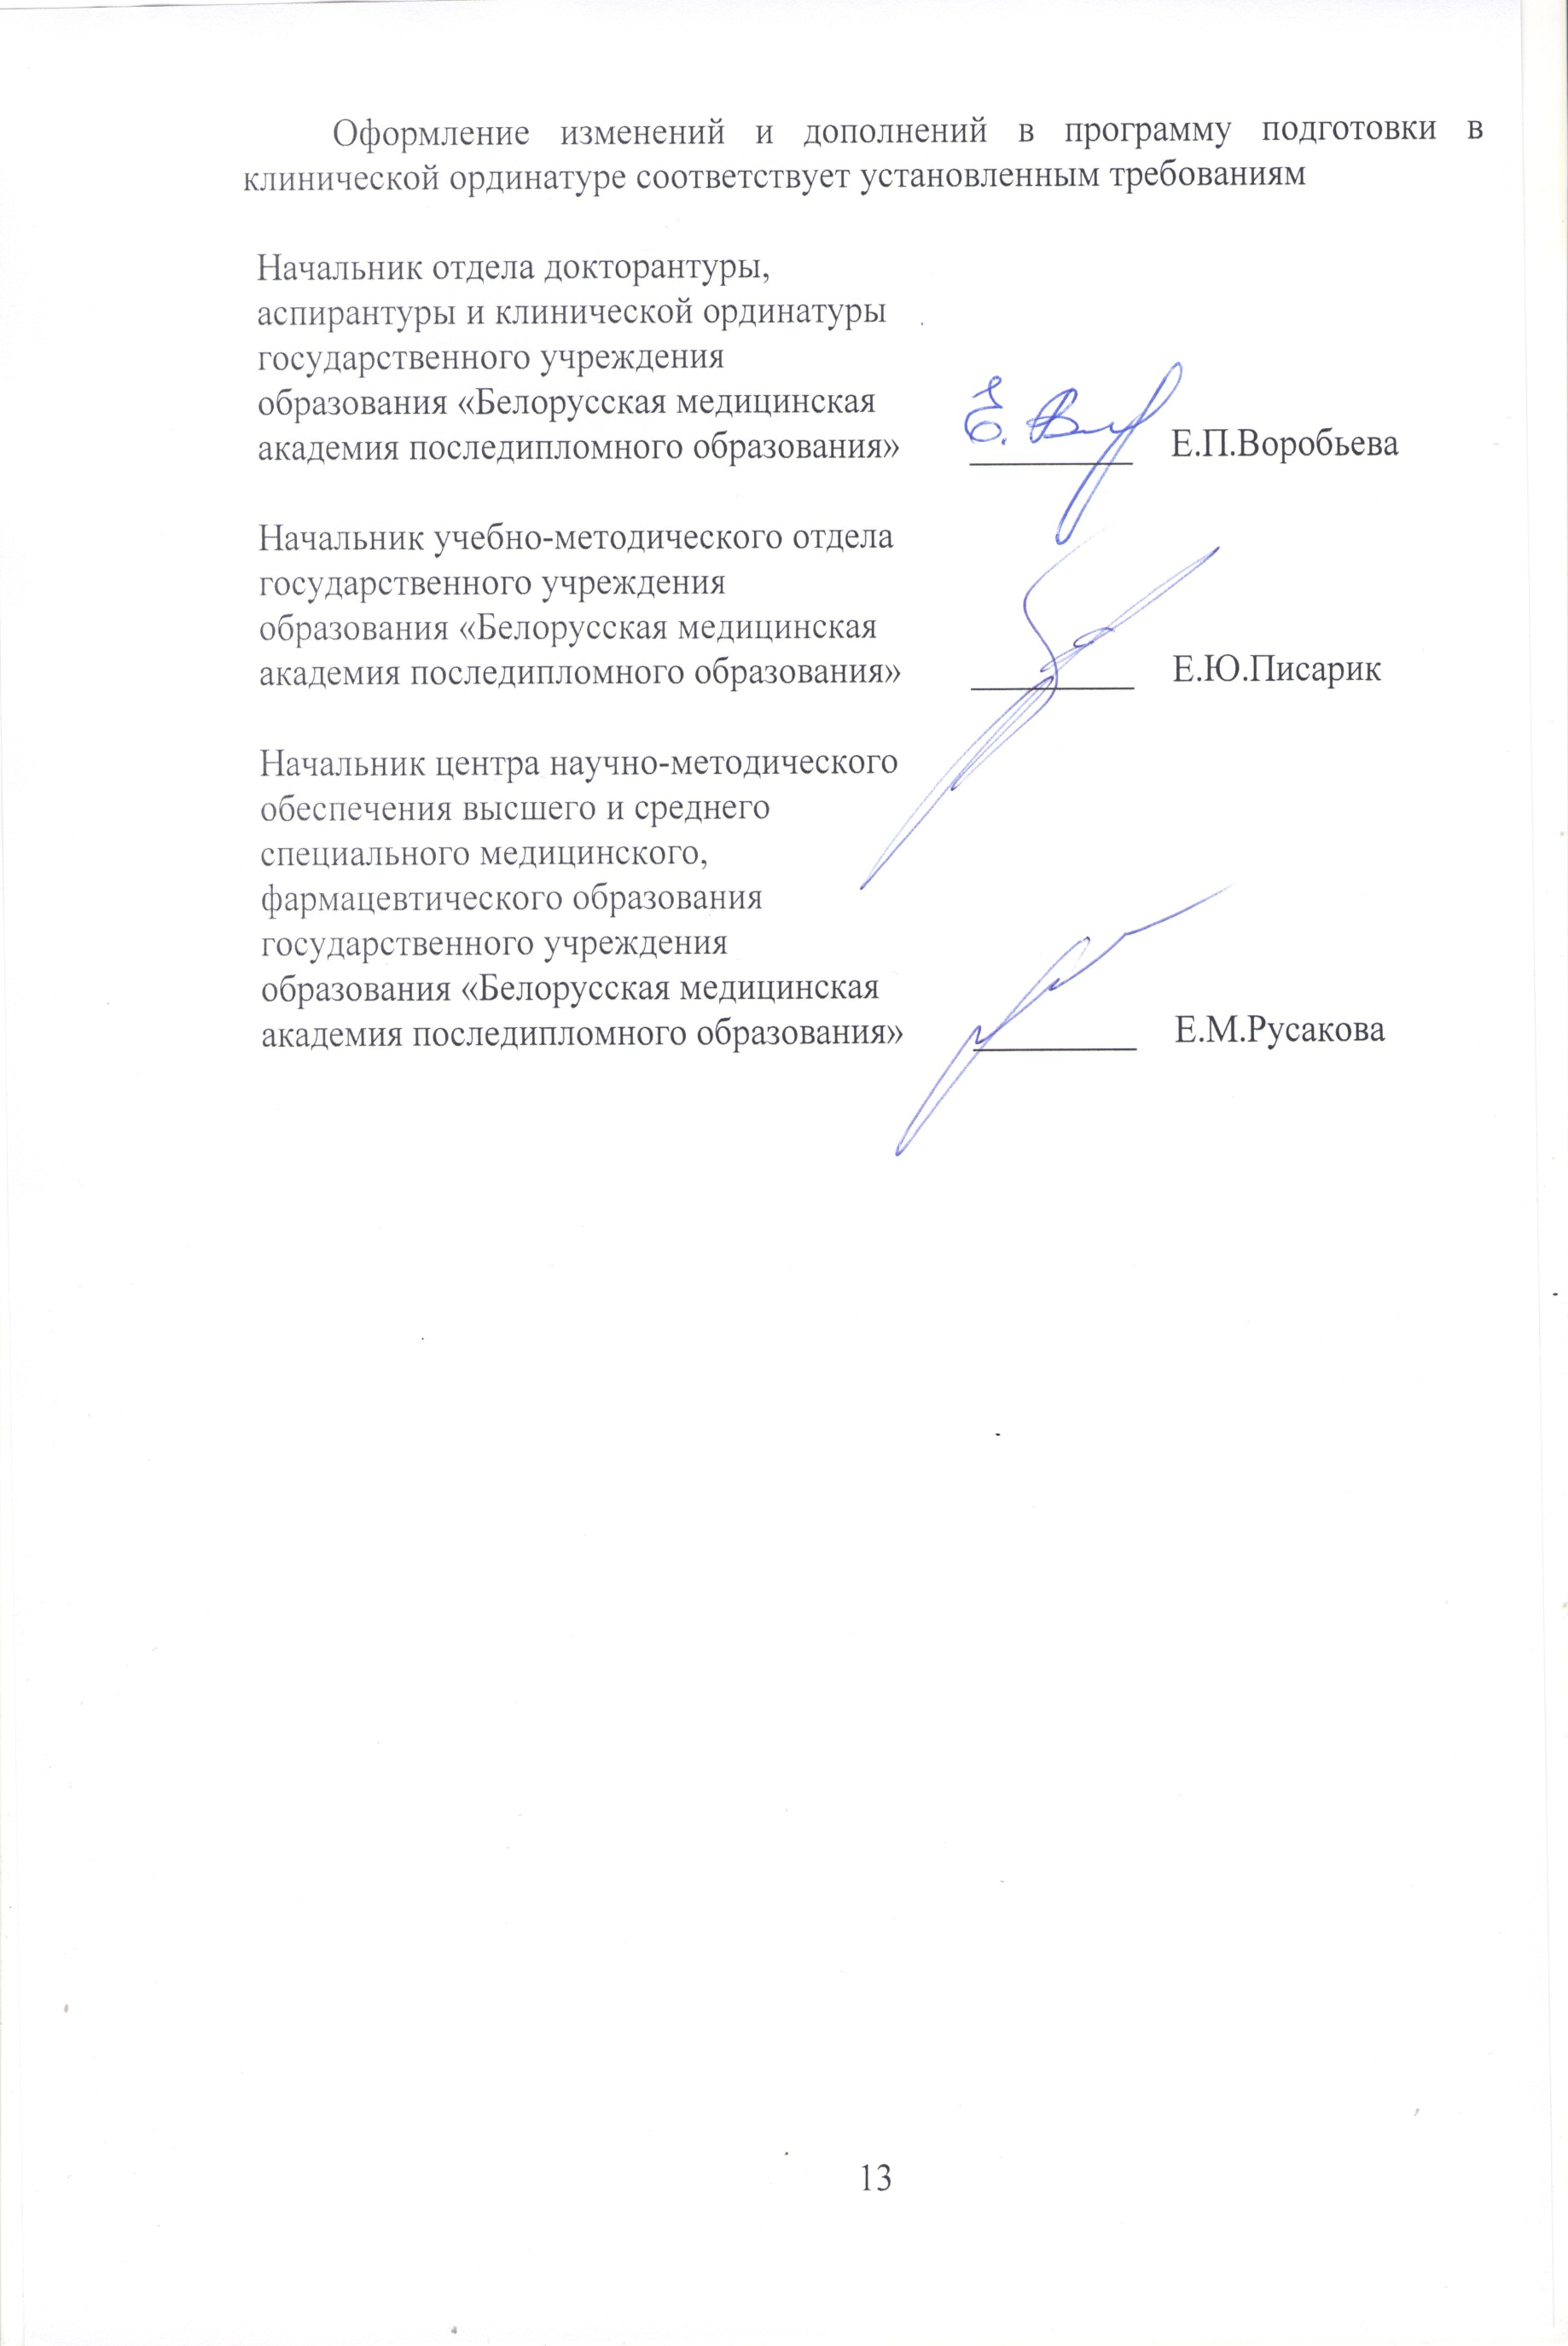 Оформление изменений и дополнений в программу подготовки в
клинической ординатуре соответствует установленным требованиям
Начальник отдела докторантуры,
аспирантуры и клинической ординатуры
государственного учреждения
образования «Белорусская медицинская
академия последипломного образования» Е.П.Воробьева
Начальник учебно-методического отдела
государственного учреждения
образования «Белорусская медицинская
академия последипломного образования» Е.Ю.Писарик
Начальник центра научно-методического
обеспечения высшего и среднего
специального медицинского,
фармацевтического образования
государственного учреждения
образования «Белорусская медицинская
академия последипломного образования» Е.М.Русакова
13